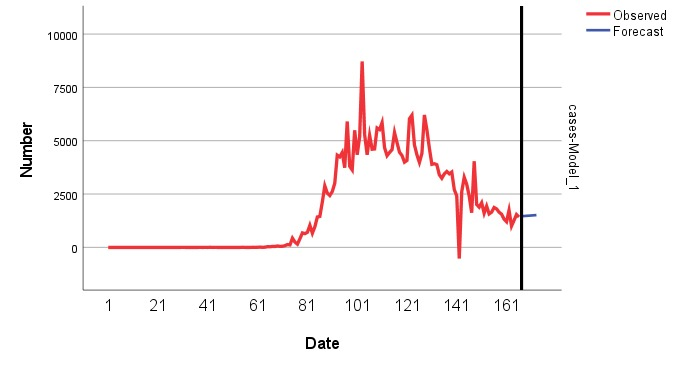 Observed
Forecast
10000
7500
5000
2500
0
Number
cases-Model_1
1 21 41 61 81 101 121 141 161
Date